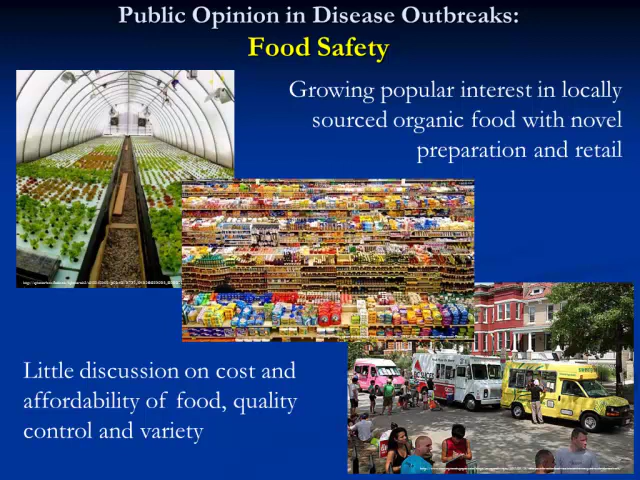 Public Opinion in Disease Outbreaks:
Food Safety
Growing popular interest in locally
sourced organic food with novel
preparation and retail
Little discussion on cost and
affordability of food, quality
control and variety